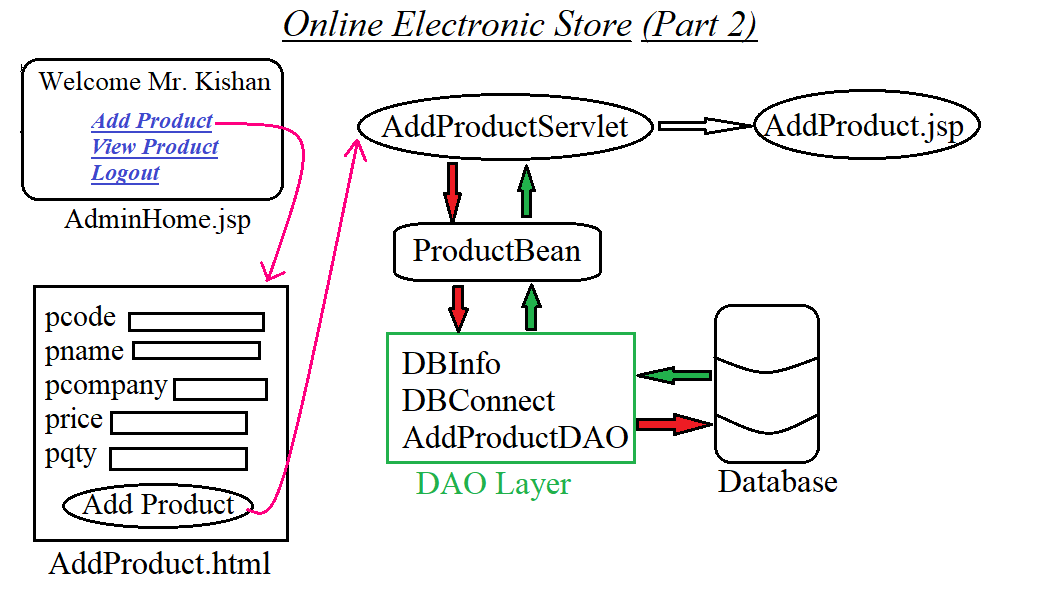 Online Electronic Store (Part 2)
Welcome Mr. Kishan
Add Product
View Product
Logout
AdminHome.jsp
pcode
pname
pcompany
price
pqty
Add Product
AddProduct.html
AddProductServlet
AddProduct.jsp
ProductBean
DBInfo
DBConnect
AddProductDAO
DAO Layer
Database